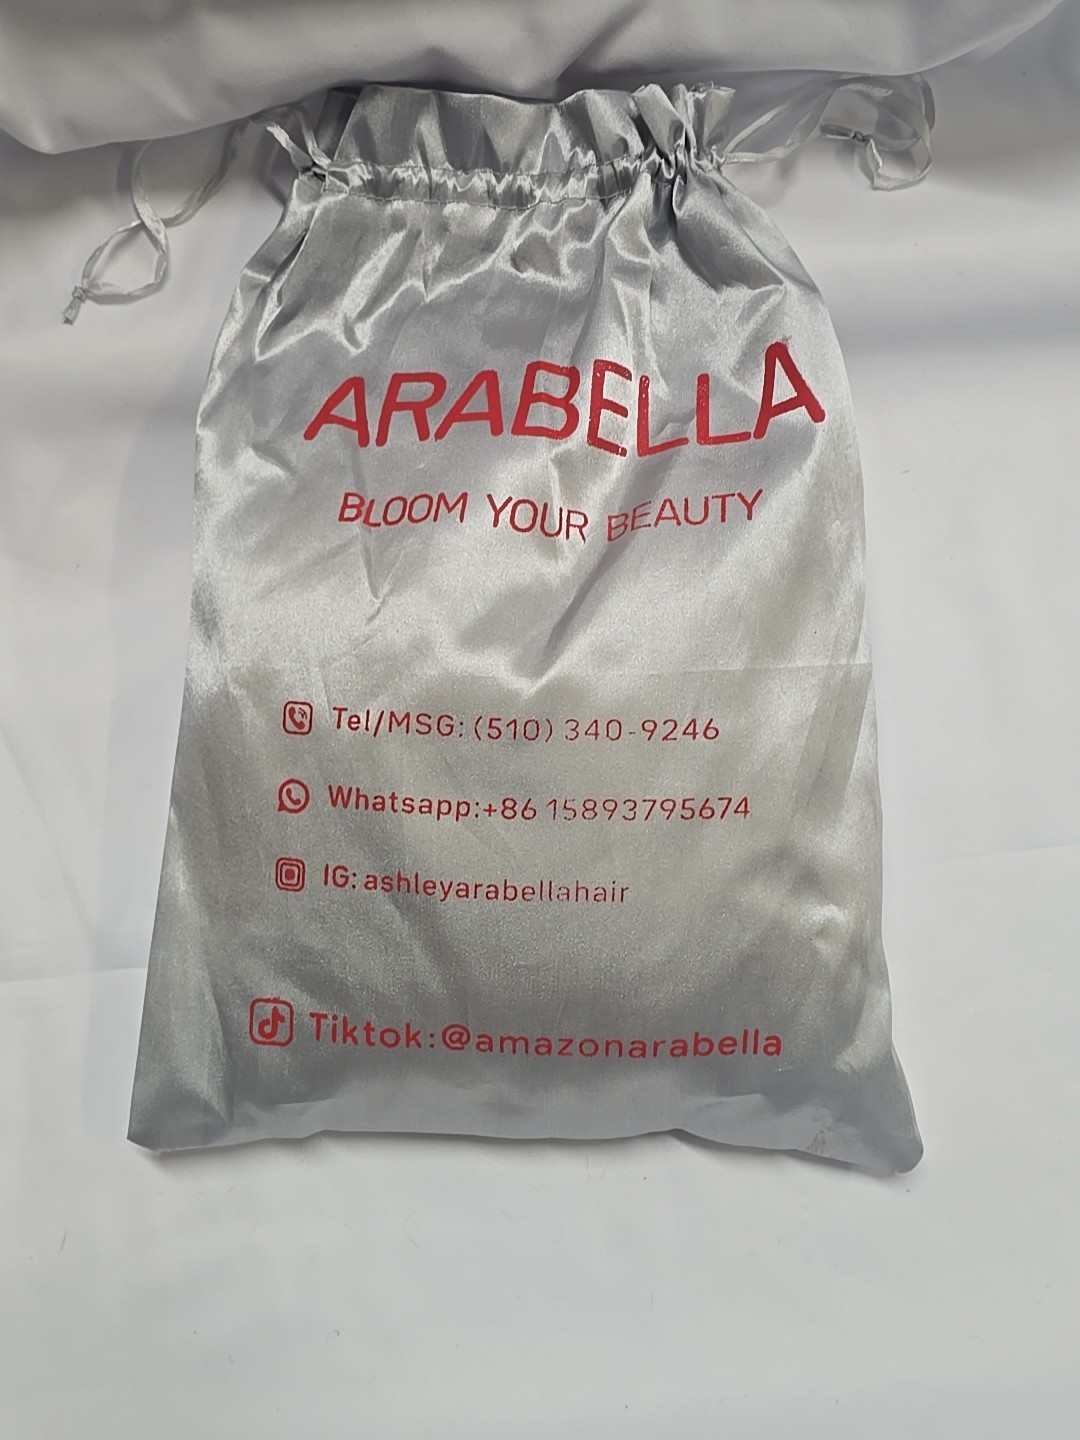 ARABELLA
BLOOM YOUR BEAUTY
Tel/MSG: (510) 340-9246
Whatsapp:+86 15893795674
IG: ashleyarabellahair
Tiktok:@amazonarabella